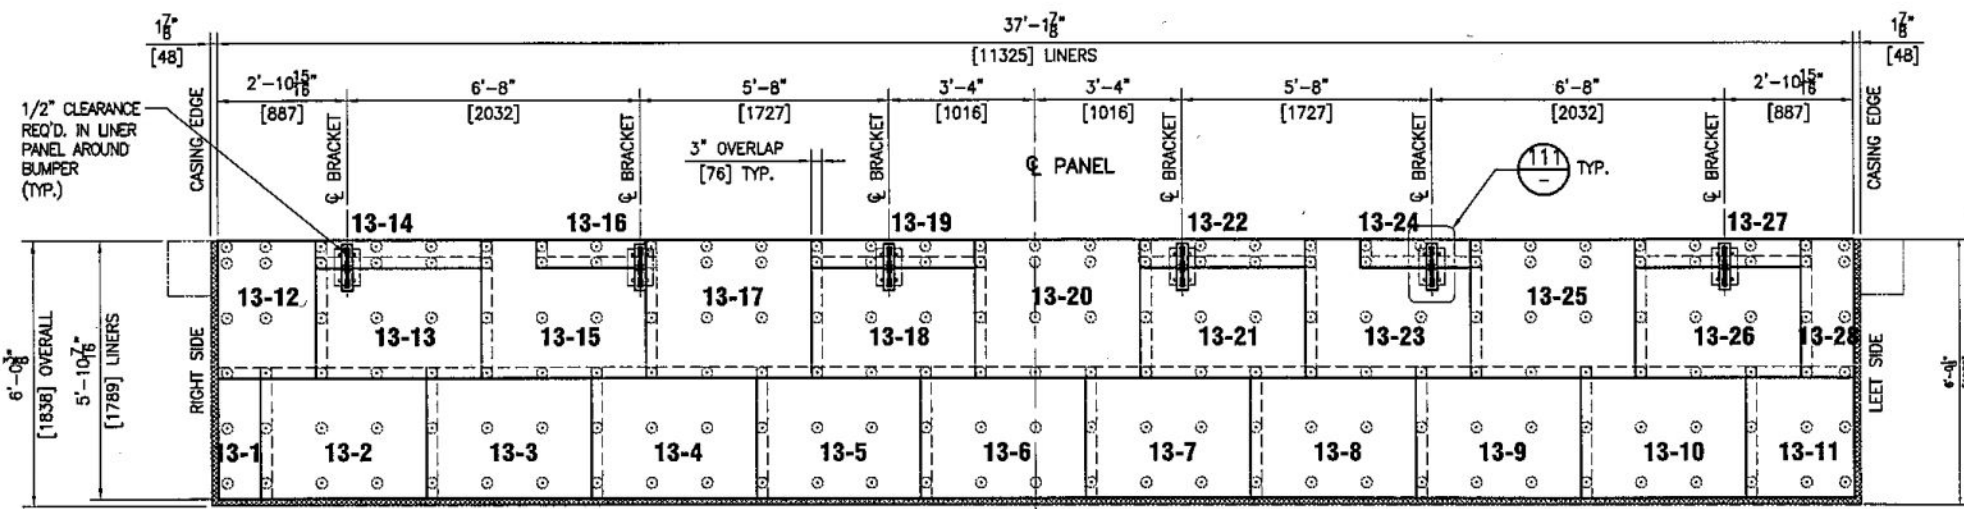 1 7/8" 37'-1 7/8" 1 7/8"
[48] [11325] LINERS [48]
2'-10 15/16" 6'-8" 5'-8" 3'-4" 3'-4" 5'-8" 6'-8" 2'-10 15/16"
[887] [2032] [1727] [1016] [1016] [1727] [2032] [887]
1/2" CLEARANCE
REQ'D. IN LINER
PANEL AROUND
BUMPER
(TYP.)
CASING EDGE
℄ BRACKET
℄ BRACKET
3" OVERLAP
[76] TYP.
℄ BRACKET
℄ PANEL
℄ BRACKET
111
-
TYP.
℄ BRACKET
℄ BRACKET
CASING EDGE
13-14 13-16 13-19 13-22 13-24 13-27
13-12 13-17 13-20 13-25
13-13 13-15 13-18 13-21 13-23 13-26 13-28
13-1 13-2 13-3 13-4 13-5 13-6 13-7 13-8 13-9 13-10 13-11
6'-0 3/8"
[1838] OVERALL
5'-10 7/16"
[1789] LINERS
RIGHT SIDE
LEFT SIDE